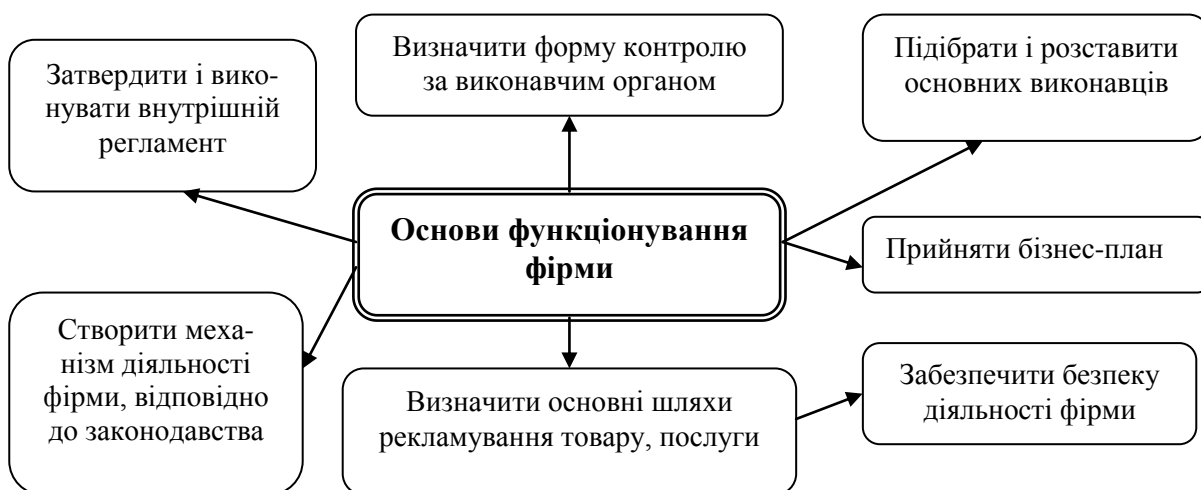 Затвердити і вико-
нувати внутрішній
регламент
Визначити форму контролю
за виконавчим органом
Підібрати і розставити
основних виконавців
Основи функціонування
фірми
Прийняти бізнес-план
Створити меха-
нізм діяльності
фірми, відповідно
до законодавства
Визначити основні шляхи
рекламування товару, послуги
Забезпечити безпеку
діяльності фірми